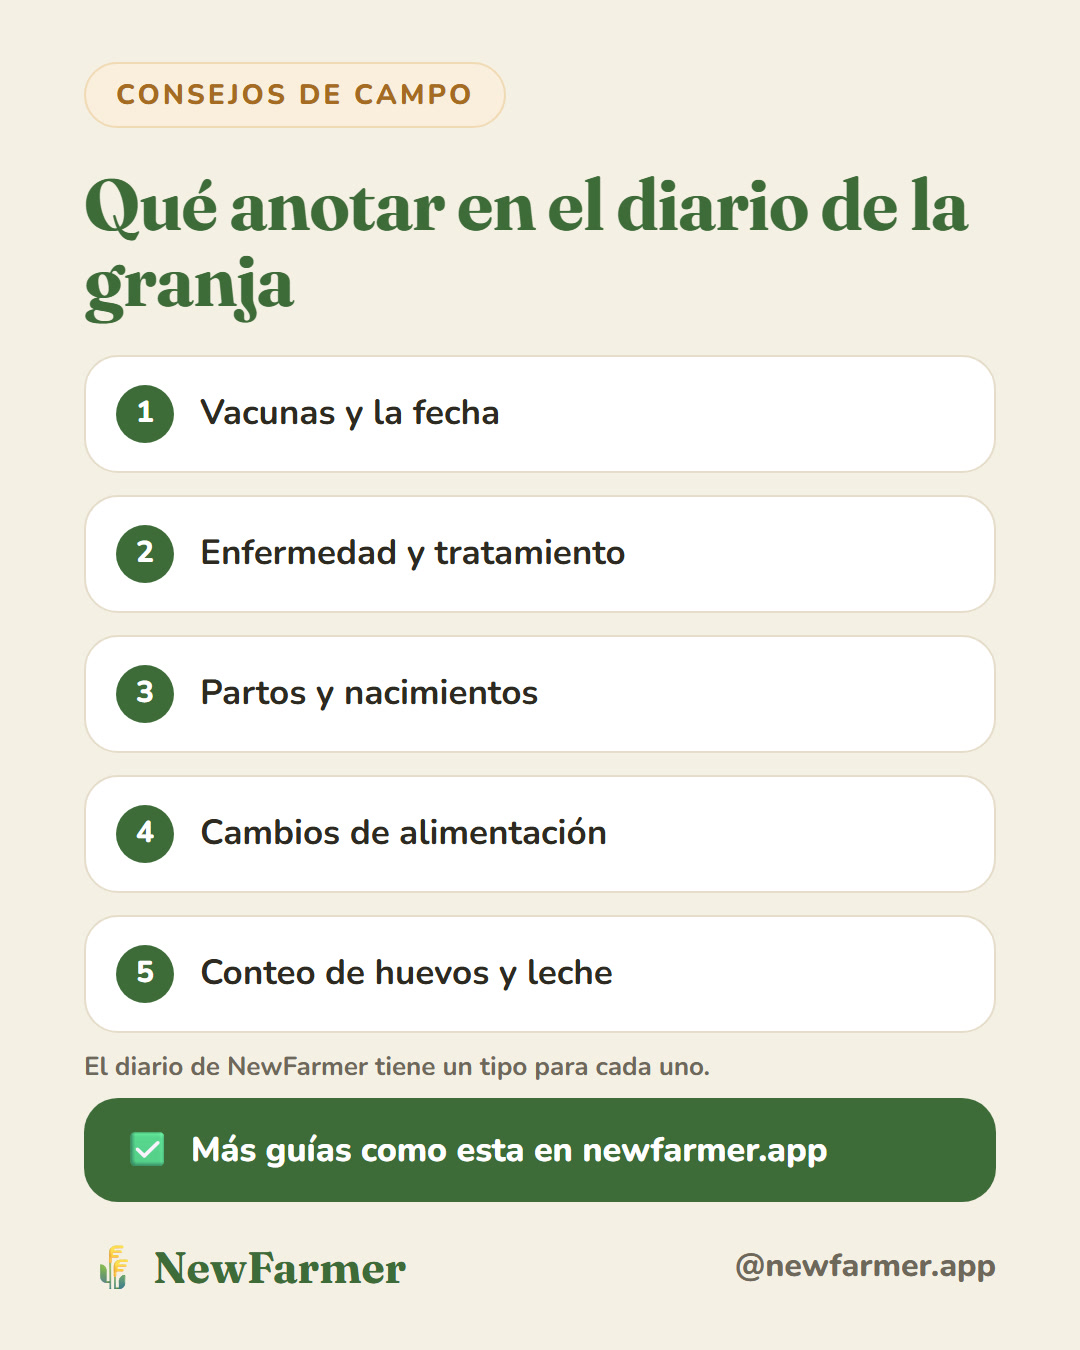 CONSEJOS DE CAMPO
Qué anotar en el diario de la
granja
1 Vacunas y la fecha
2 Enfermedad y tratamiento
3 Partos y nacimientos
4 Cambios de alimentación
5 Conteo de huevos y leche
El diario de NewFarmer tiene un tipo para cada uno.
✅ Más guías como esta en newfarmer.app
NewFarmer
@newfarmer.app